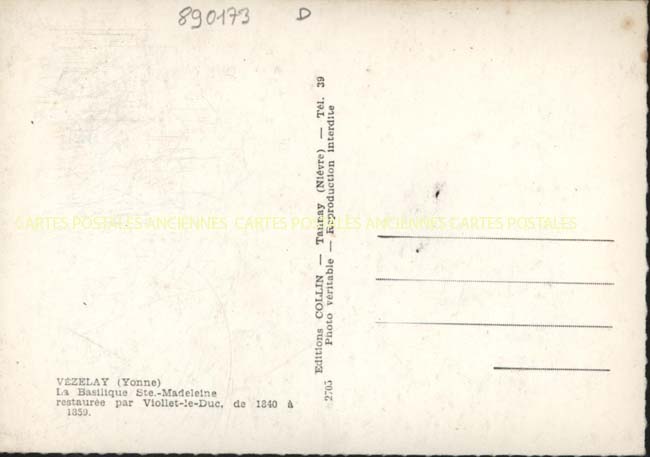 890173 D
CARTES POSTALES ANCIENNES CARTES POSTALES ANCIENNES CARTES POSTALES
VÉZELAY (Yonne)
La Basilique Ste.-Madeleine
restaurée par Viollet-le-Duc, de 1840 à
1859.
2705 Editions COLLIN — Tannay (Nièvre) — Tél. 39
Photo véritable — Reproduction interdite